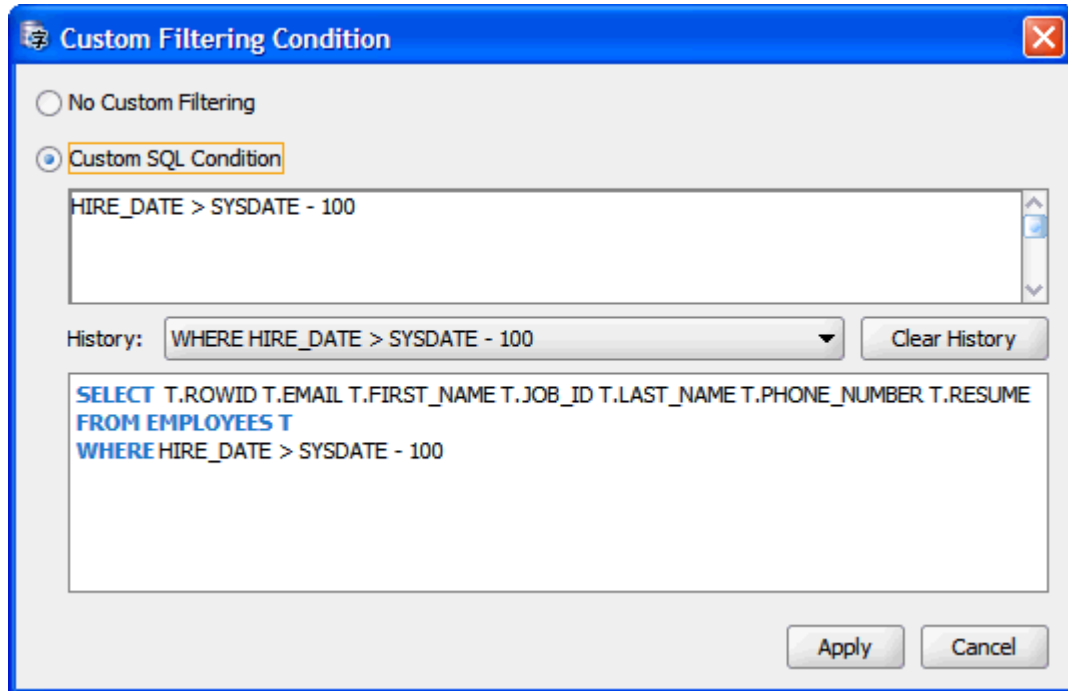 Custom Filtering Condition
No Custom Filtering
Custom SQL Condition
HIRE_DATE > SYSDATE - 100
History: WHERE HIRE_DATE > SYSDATE - 100 Clear History
SELECT T.ROWID T.EMAIL T.FIRST_NAME T.JOB_ID T.LAST_NAME T.PHONE_NUMBER T.RESUME
FROM EMPLOYEES T
WHERE HIRE_DATE > SYSDATE - 100
Apply Cancel